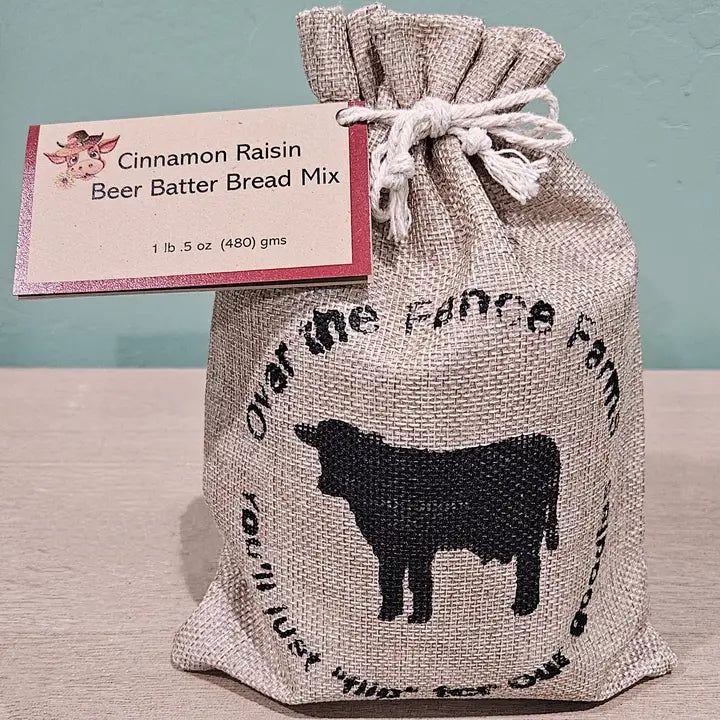 Cinnamon Raisin
Beer Batter Bread Mix
1 lb .5 oz (480) gms
Over the Fence Farms
You'll just "flip" for our goodies